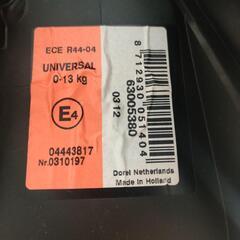 ECE R44-04
UNIVERSAL
0-13 kg
E4
04443817
Nr.0310197
8 712930 051404
63005380
0312
Dorel Netherlands
Made in Holland